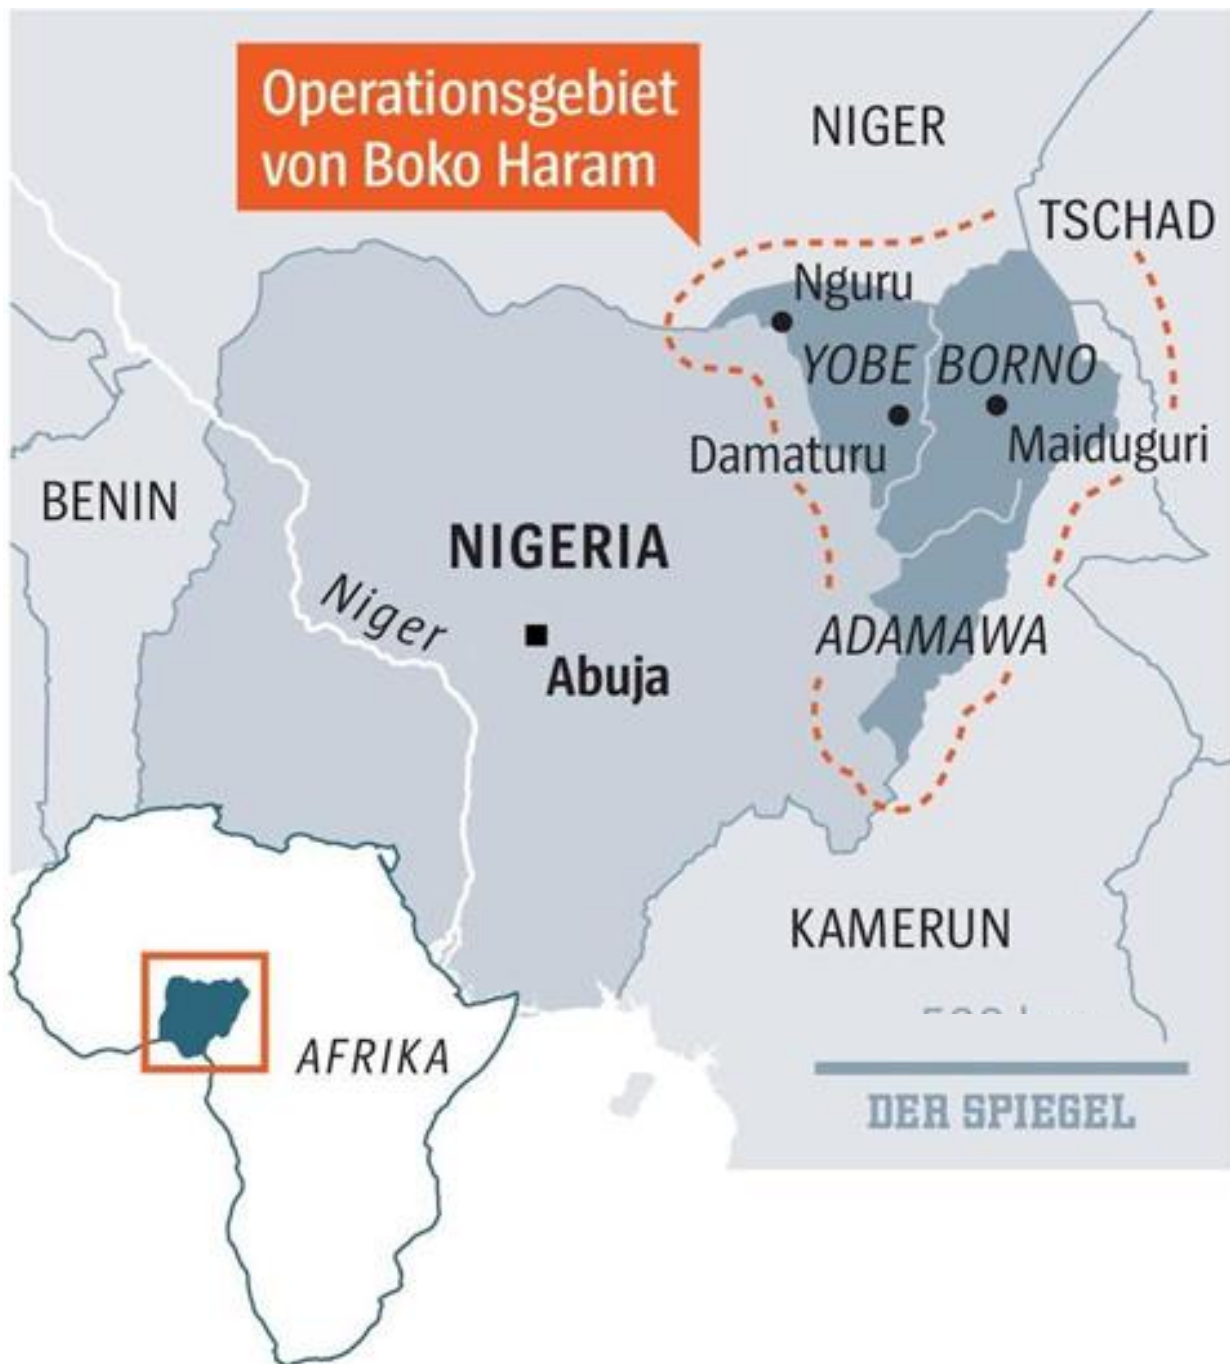 Operationsgebiet
von Boko Haram
NIGER
TSCHAD
Nguru
YOBE BORNO
Damaturu
Maiduguri
BENIN
NIGERIA
Niger
Abuja
ADAMAWA
KAMERUN
AFRIKA
DER SPIEGEL